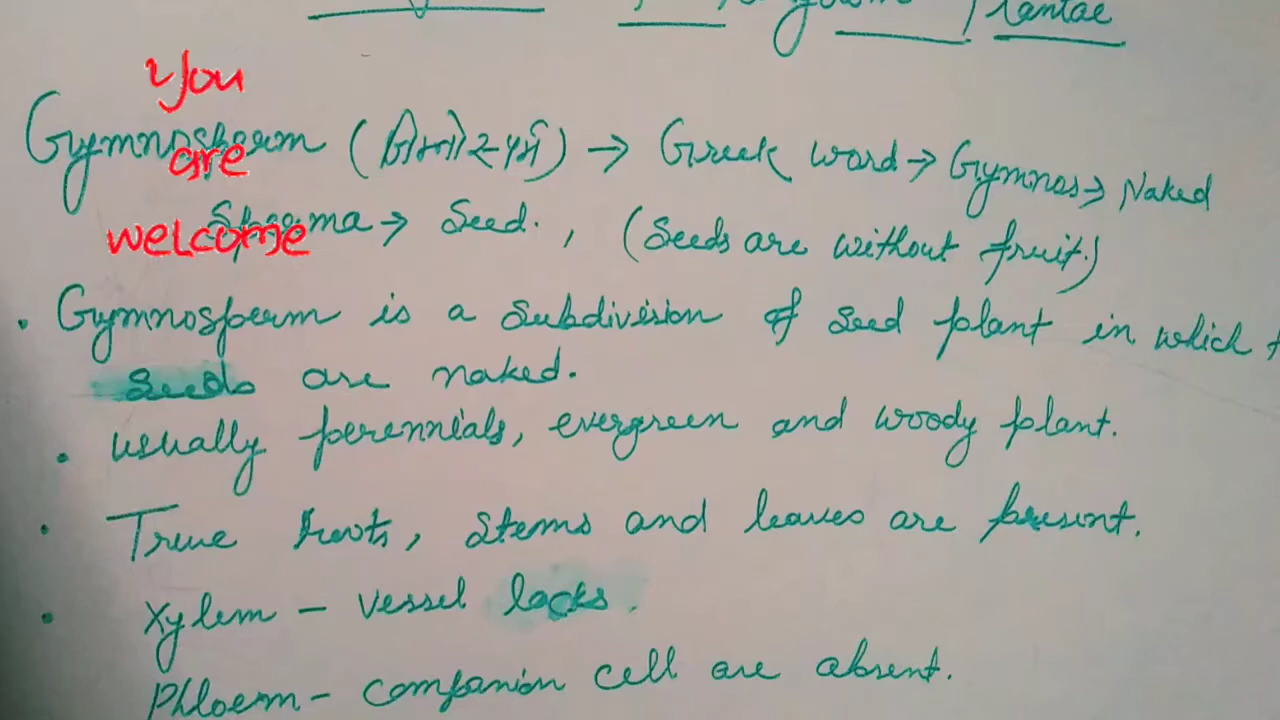 Plantae
You
are
welcome
Gymnosperm (જિમ્નોસ્પર્મ) → Greek word → Gymnos → Naked
Sperma → Seed. , (Seeds are without fruit.)
• Gymnosperm is a subdivision of seed plant in which
seeds are naked.
• usually perennials, evergreen and woody plant.
• True roots, stems and leaves are present.
• Xylem - vessel lacks.
Phloem - companion cell are absent.